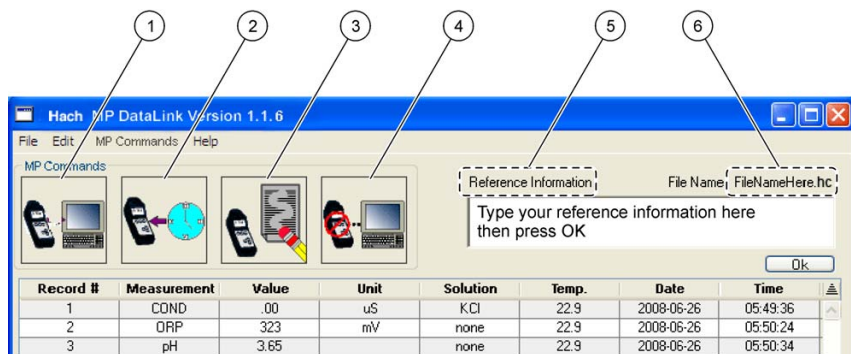 1 2 3 4 5 6
Hach MP DataLink Version 1.1.6
File Edit MP Commands Help
MP Commands
Reference Information File Name FileNameHere.hc
Type your reference information here
then press OK
Ok
Record # Measurement Value Unit Solution Temp. Date Time
1 COND .00 uS KCl 22.9 2008-06-26 05:49:36
2 ORP 323 mV none 22.9 2008-06-26 05:50:24
3 pH 3.65 none 22.9 2008-06-26 05:50:34